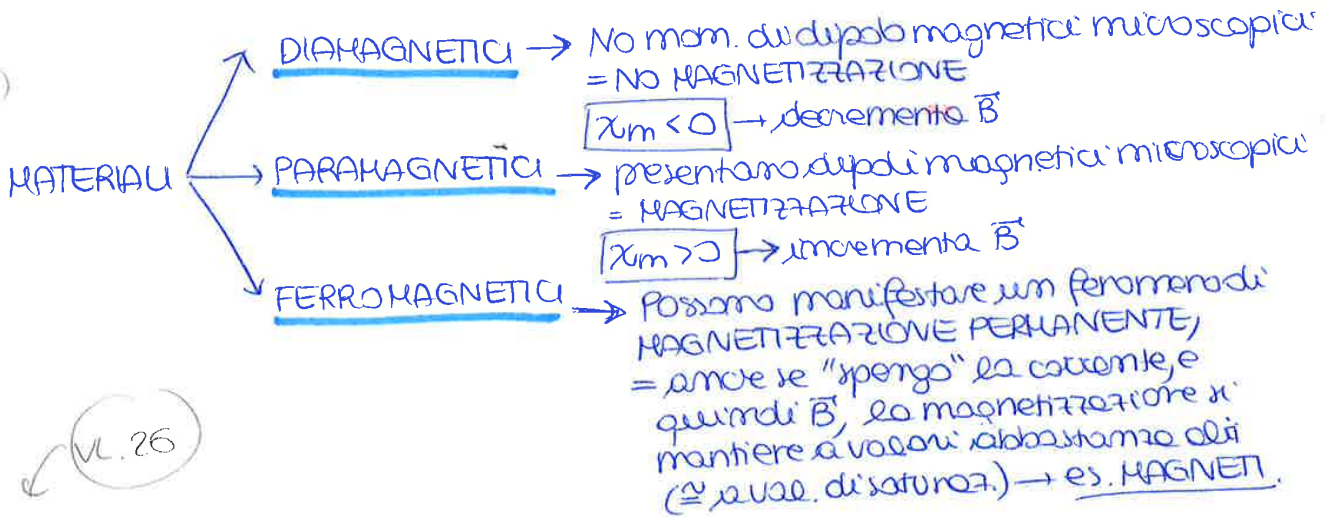 DIAMAGNETICI → No mom. di dipolo magnetici microscopici
= NO MAGNETIZZAZIONE
χm < 0 → decremento B⃗
MATERIALI
PARAMAGNETICI → presentano dipoli magnetici microscopici
= MAGNETIZZAZIONE
χm > 0 → incrementa B⃗
FERROMAGNETICI → Possono manifestare un fenomeno di
MAGNETIZZAZIONE PERMANENTE,
= anche se "spengo" la corrente, e
quindi B⃗, la magnetizzazione si
mantiene a valori abbastanza alti
(≅ a val. di saturaz.) → es. MAGNETI.
VL. 26